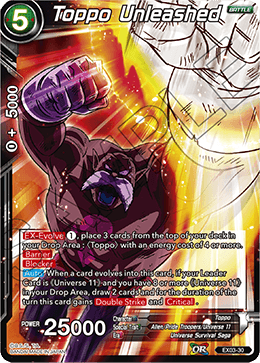 5
Toppo Unleashed
BATTLE
0 + 5000
EX-Evolve 1, place 3 cards from the top of your deck in
your Drop Area : 〈Toppo〉 with an energy cost of 4 or more.
Barrier
Blocker
Auto When a card evolves into this card, if your Leader
Card is 《Universe 11》 and you have 8 or more 《Universe 11》
in your Drop Area, draw 2 cards and for the duration of the
turn this card gains Double Strike and Critical.
POWER 25000
Character Toppo
Special Trait Alien, Pride Troopers, Universe 11
Era Universe Survival Saga
OR EX03-30